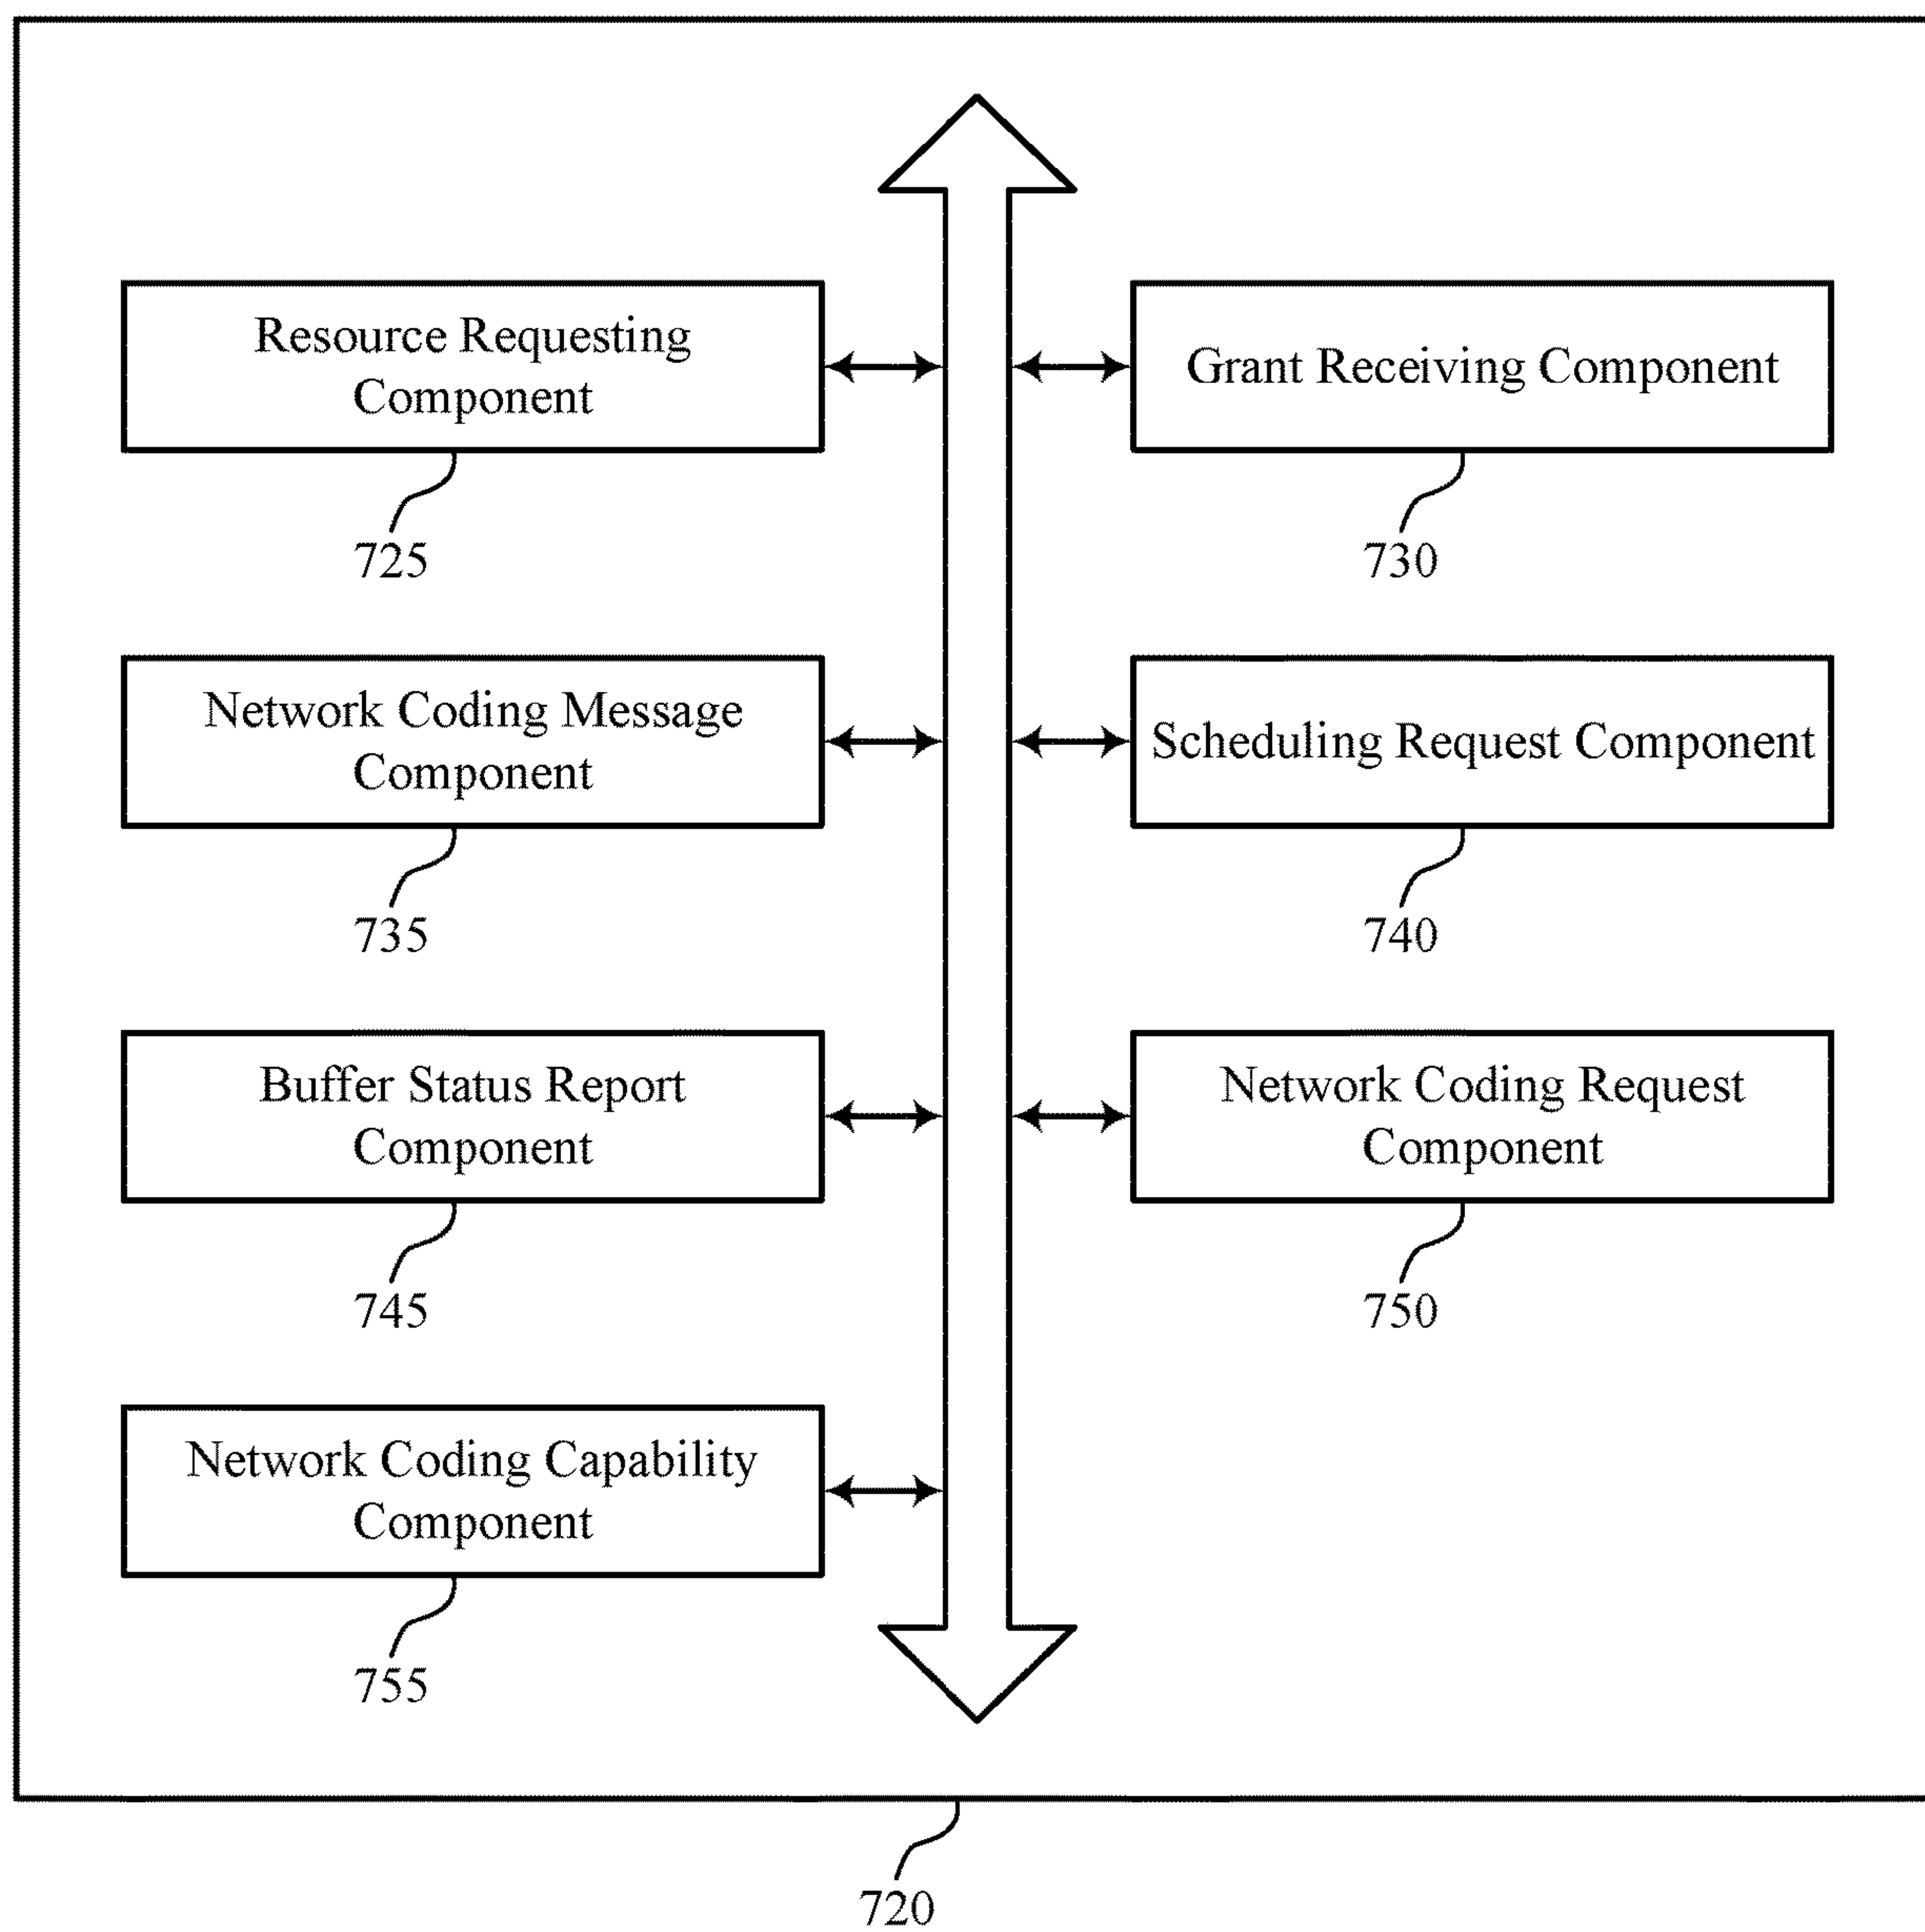 Resource Requesting
Component
725
Grant Receiving Component
730
Network Coding Message
Component
735
Scheduling Request Component
740
Buffer Status Report
Component
745
Network Coding Request
Component
750
Network Coding Capability
Component
755
720